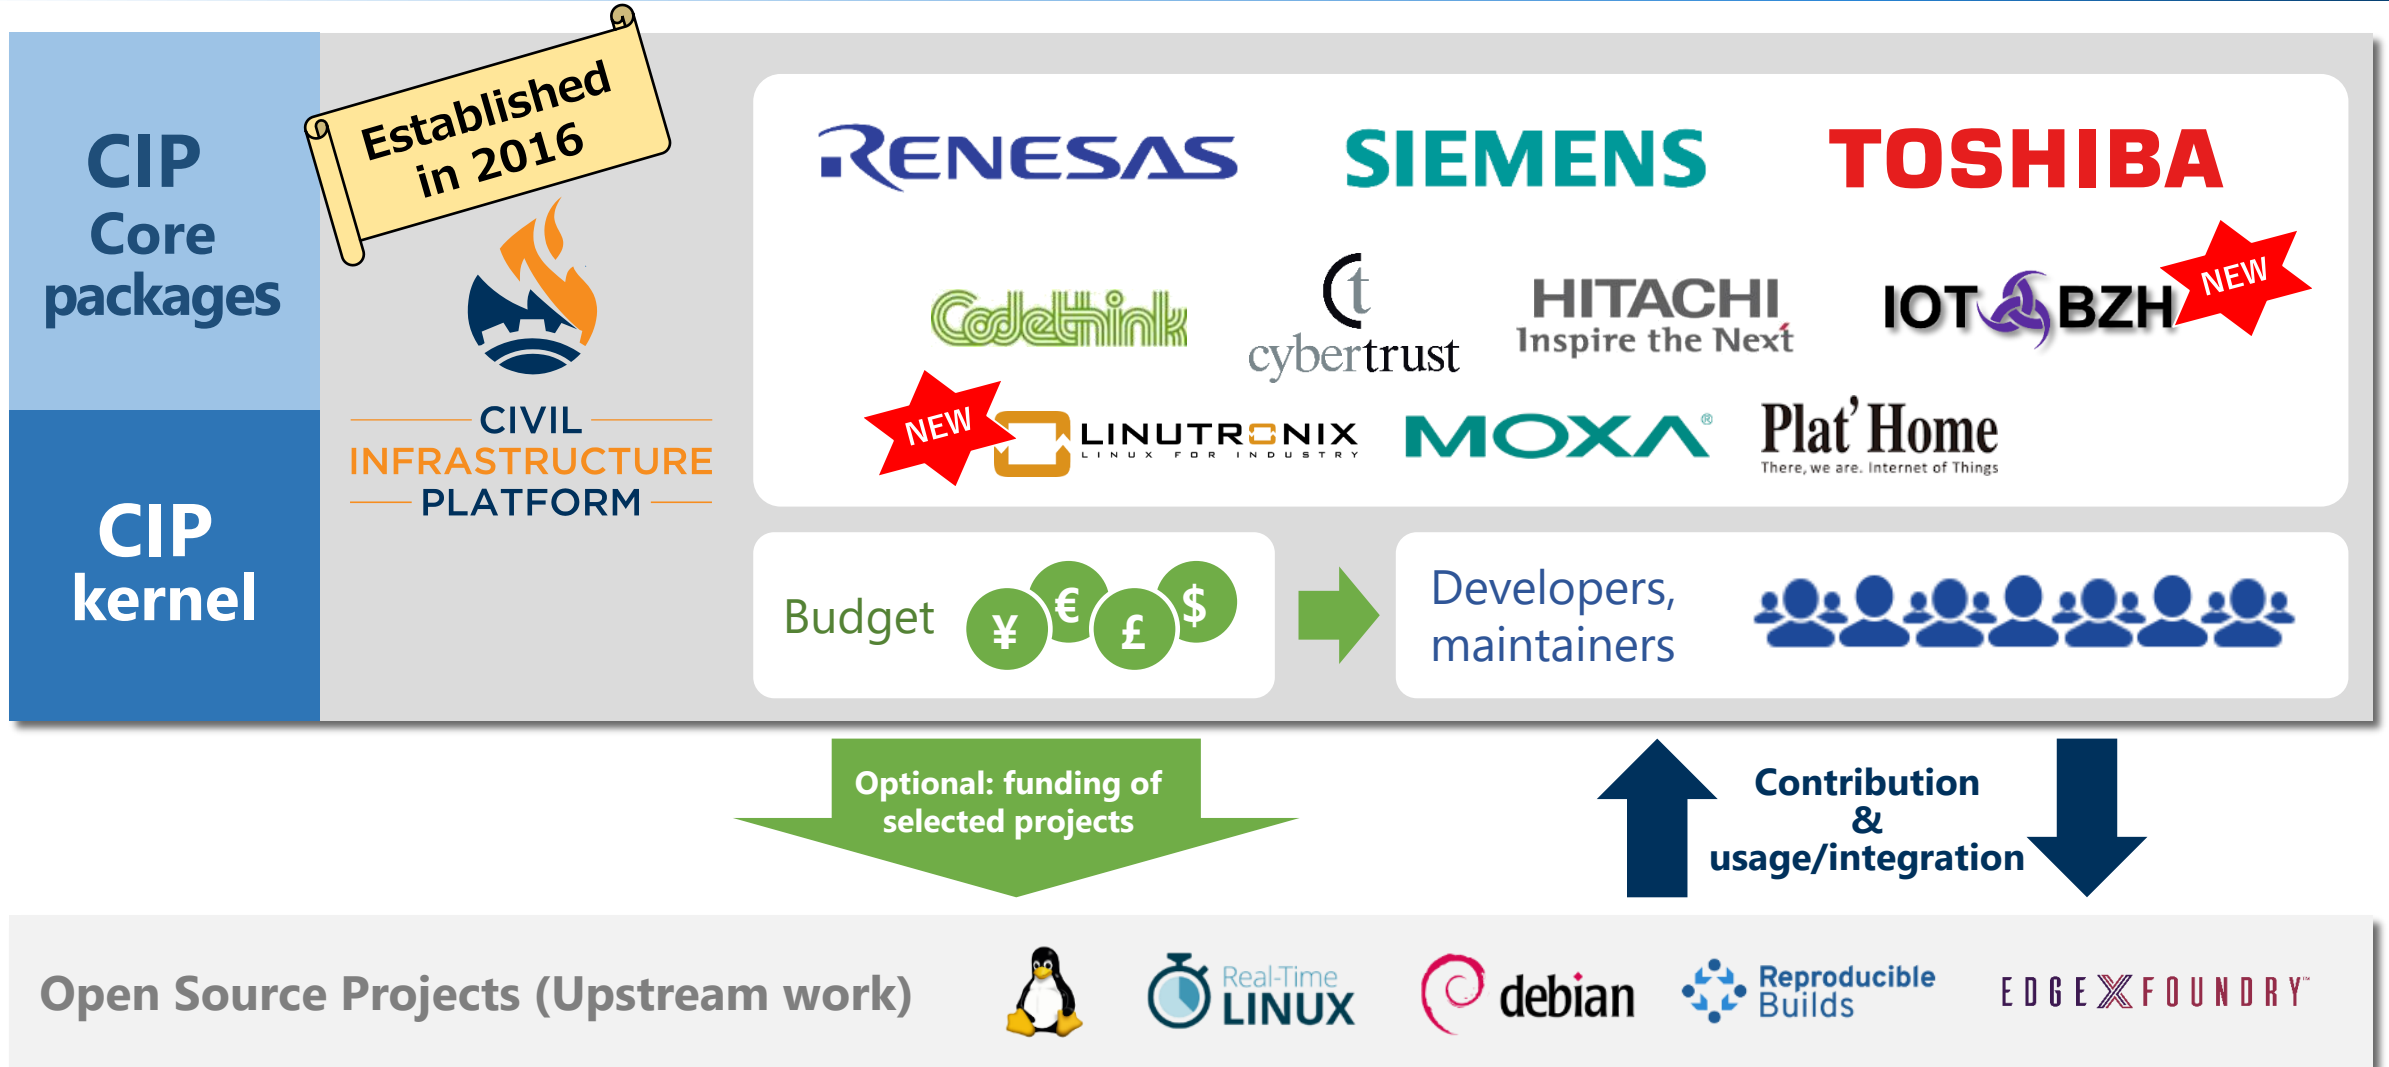 CIP
Core
packages
CIP
kernel
Established
in 2016
CIVIL
INFRASTRUCTURE
PLATFORM
RENESAS
SIEMENS
TOSHIBA
Codethink
ct
cybertrust
HITACHI
Inspire the Next
IOT BZH
NEW
NEW
LINUTRONIX
LINUX FOR INDUSTRY
MOXA®
Plat'Home
There, we are. Internet of Things
Budget
¥ € £ $
Developers,
maintainers
Optional: funding of
selected projects
Contribution
&
usage/integration
Open Source Projects (Upstream work)
Real-Time
LINUX
debian
Reproducible
Builds
EDGE X FOUNDRY™